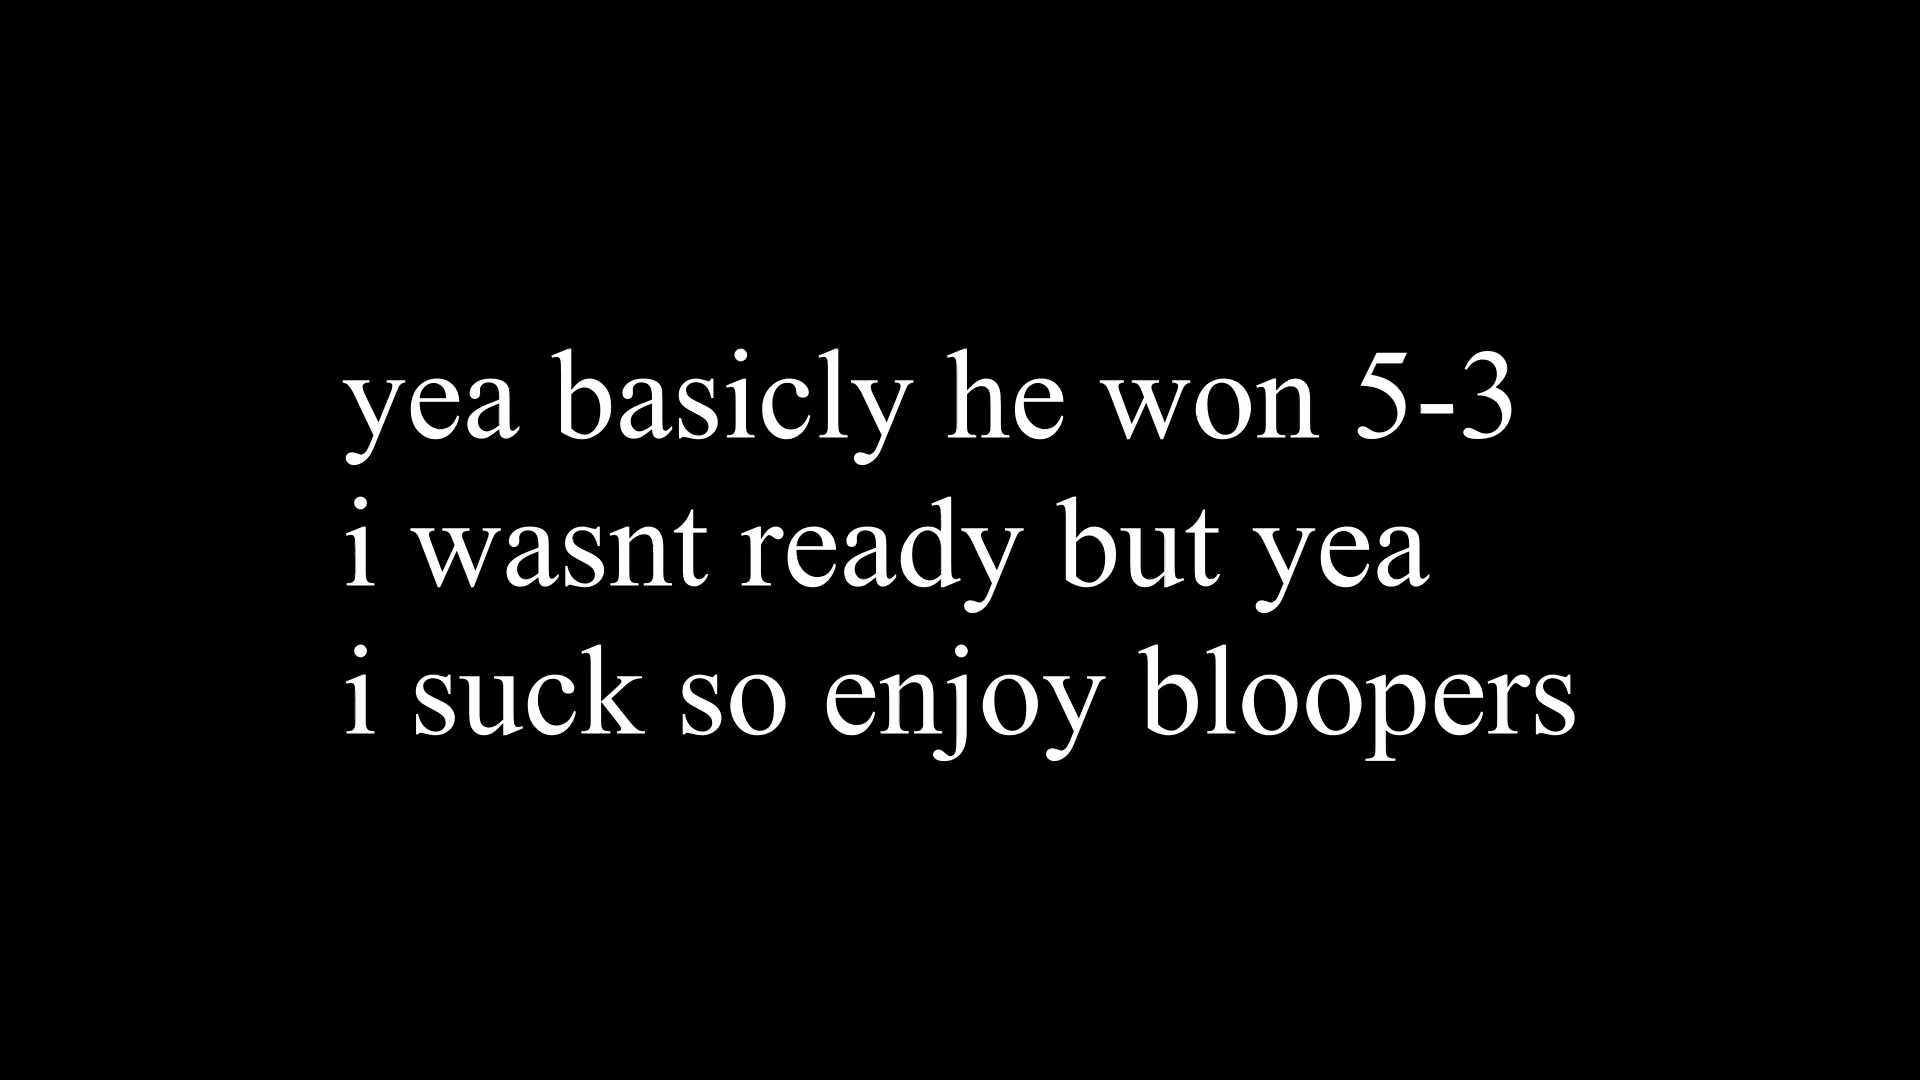 yea basicly he won 5-3
i wasnt ready but yea
i suck so enjoy bloopers